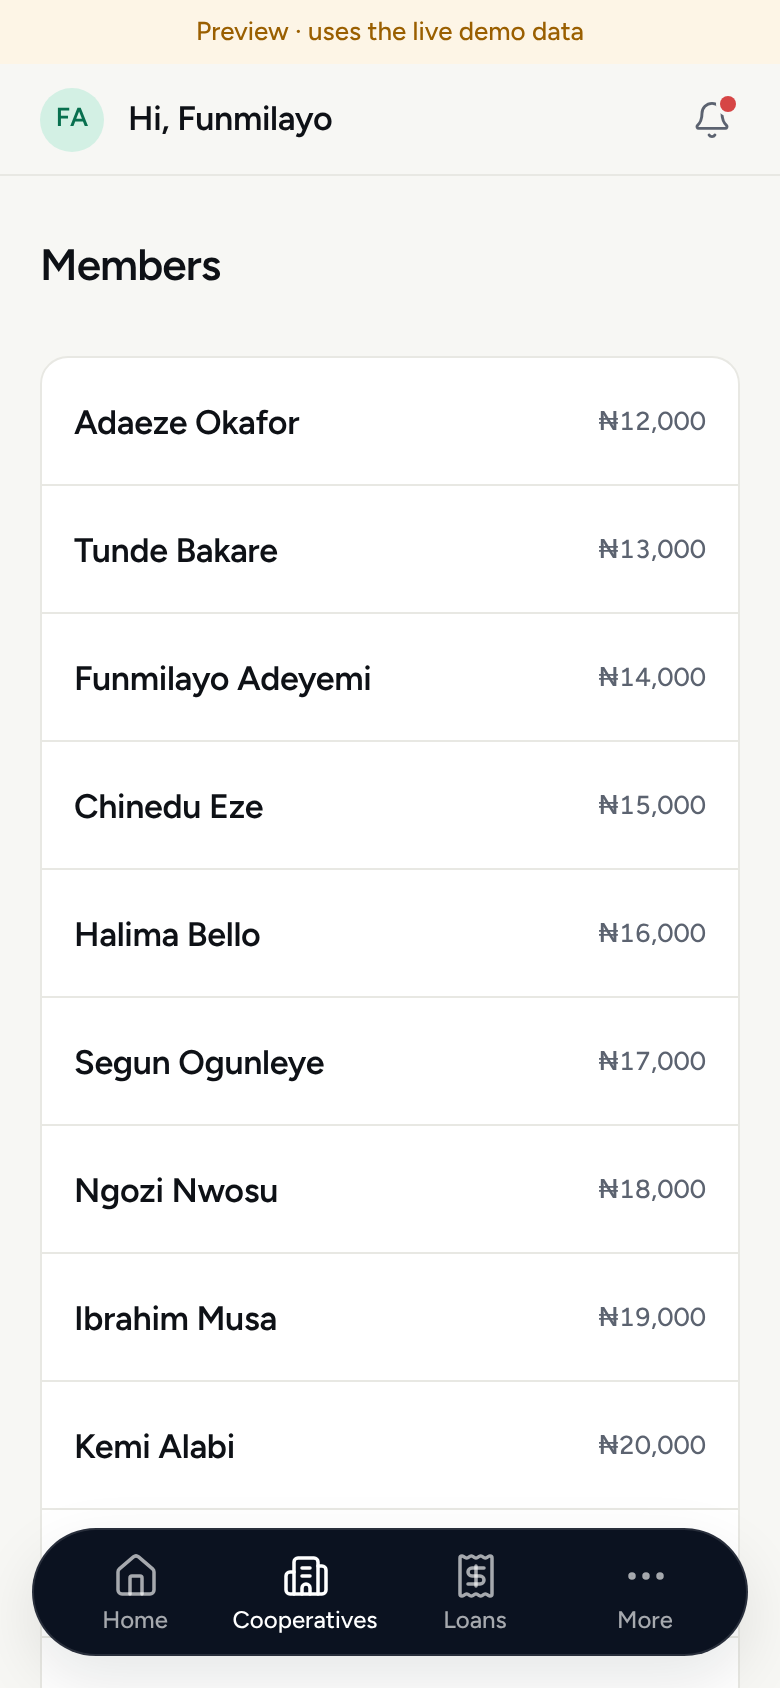 Preview · uses the live demo data
FA Hi, Funmilayo
Members
Adaeze Okafor ₦12,000
Tunde Bakare ₦13,000
Funmilayo Adeyemi ₦14,000
Chinedu Eze ₦15,000
Halima Bello ₦16,000
Segun Ogunleye ₦17,000
Ngozi Nwosu ₦18,000
Ibrahim Musa ₦19,000
Kemi Alabi ₦20,000
Home Cooperatives Loans More